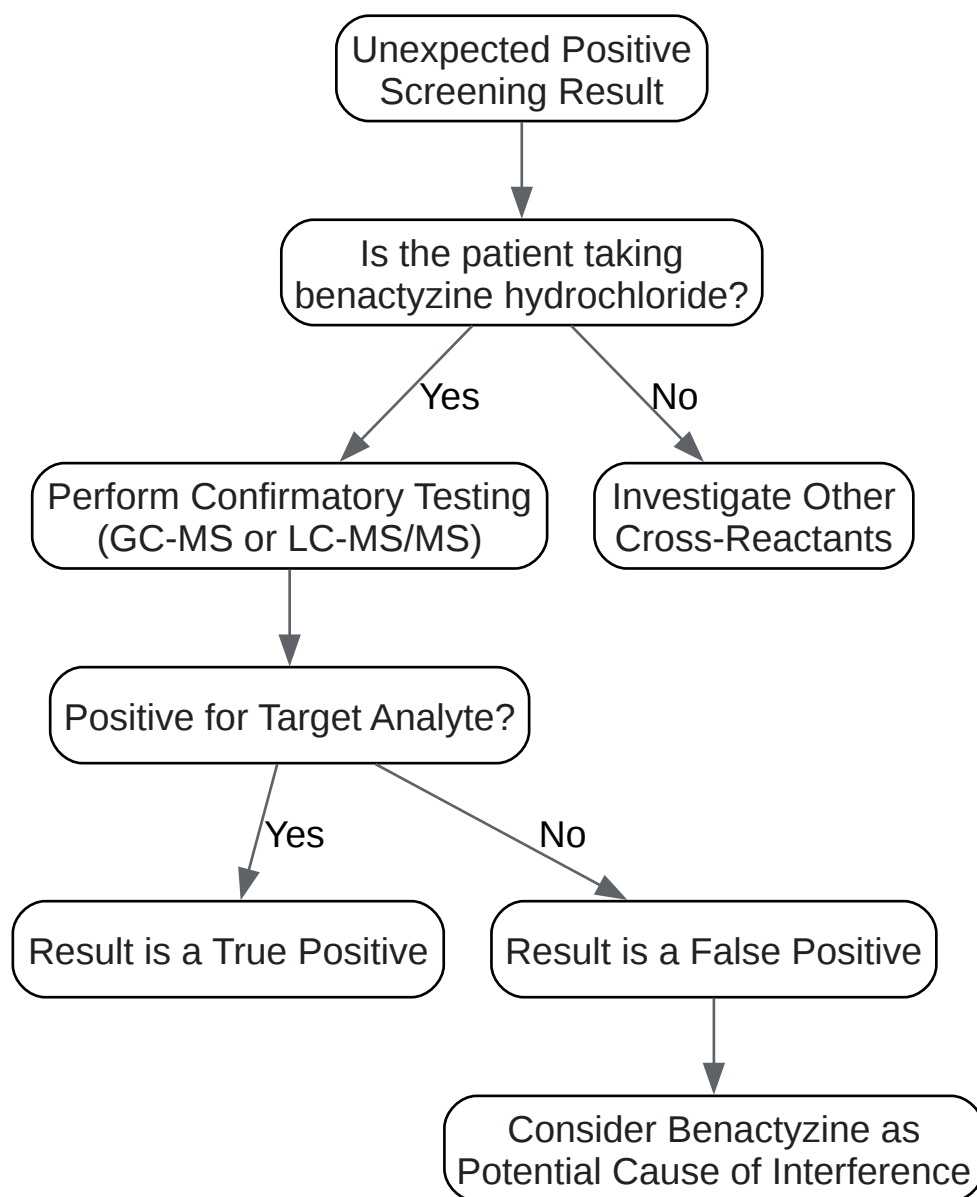 Unexpected Positive
Screening Result
Is the patient taking
benactyzine hydrochloride?
Yes
No
Perform Confirmatory Testing
(GC-MS or LC-MS/MS)
Investigate Other
Cross-Reactants
Positive for Target Analyte?
Yes
No
Result is a True Positive
Result is a False Positive
Consider Benactyzine as
Potential Cause of Interference